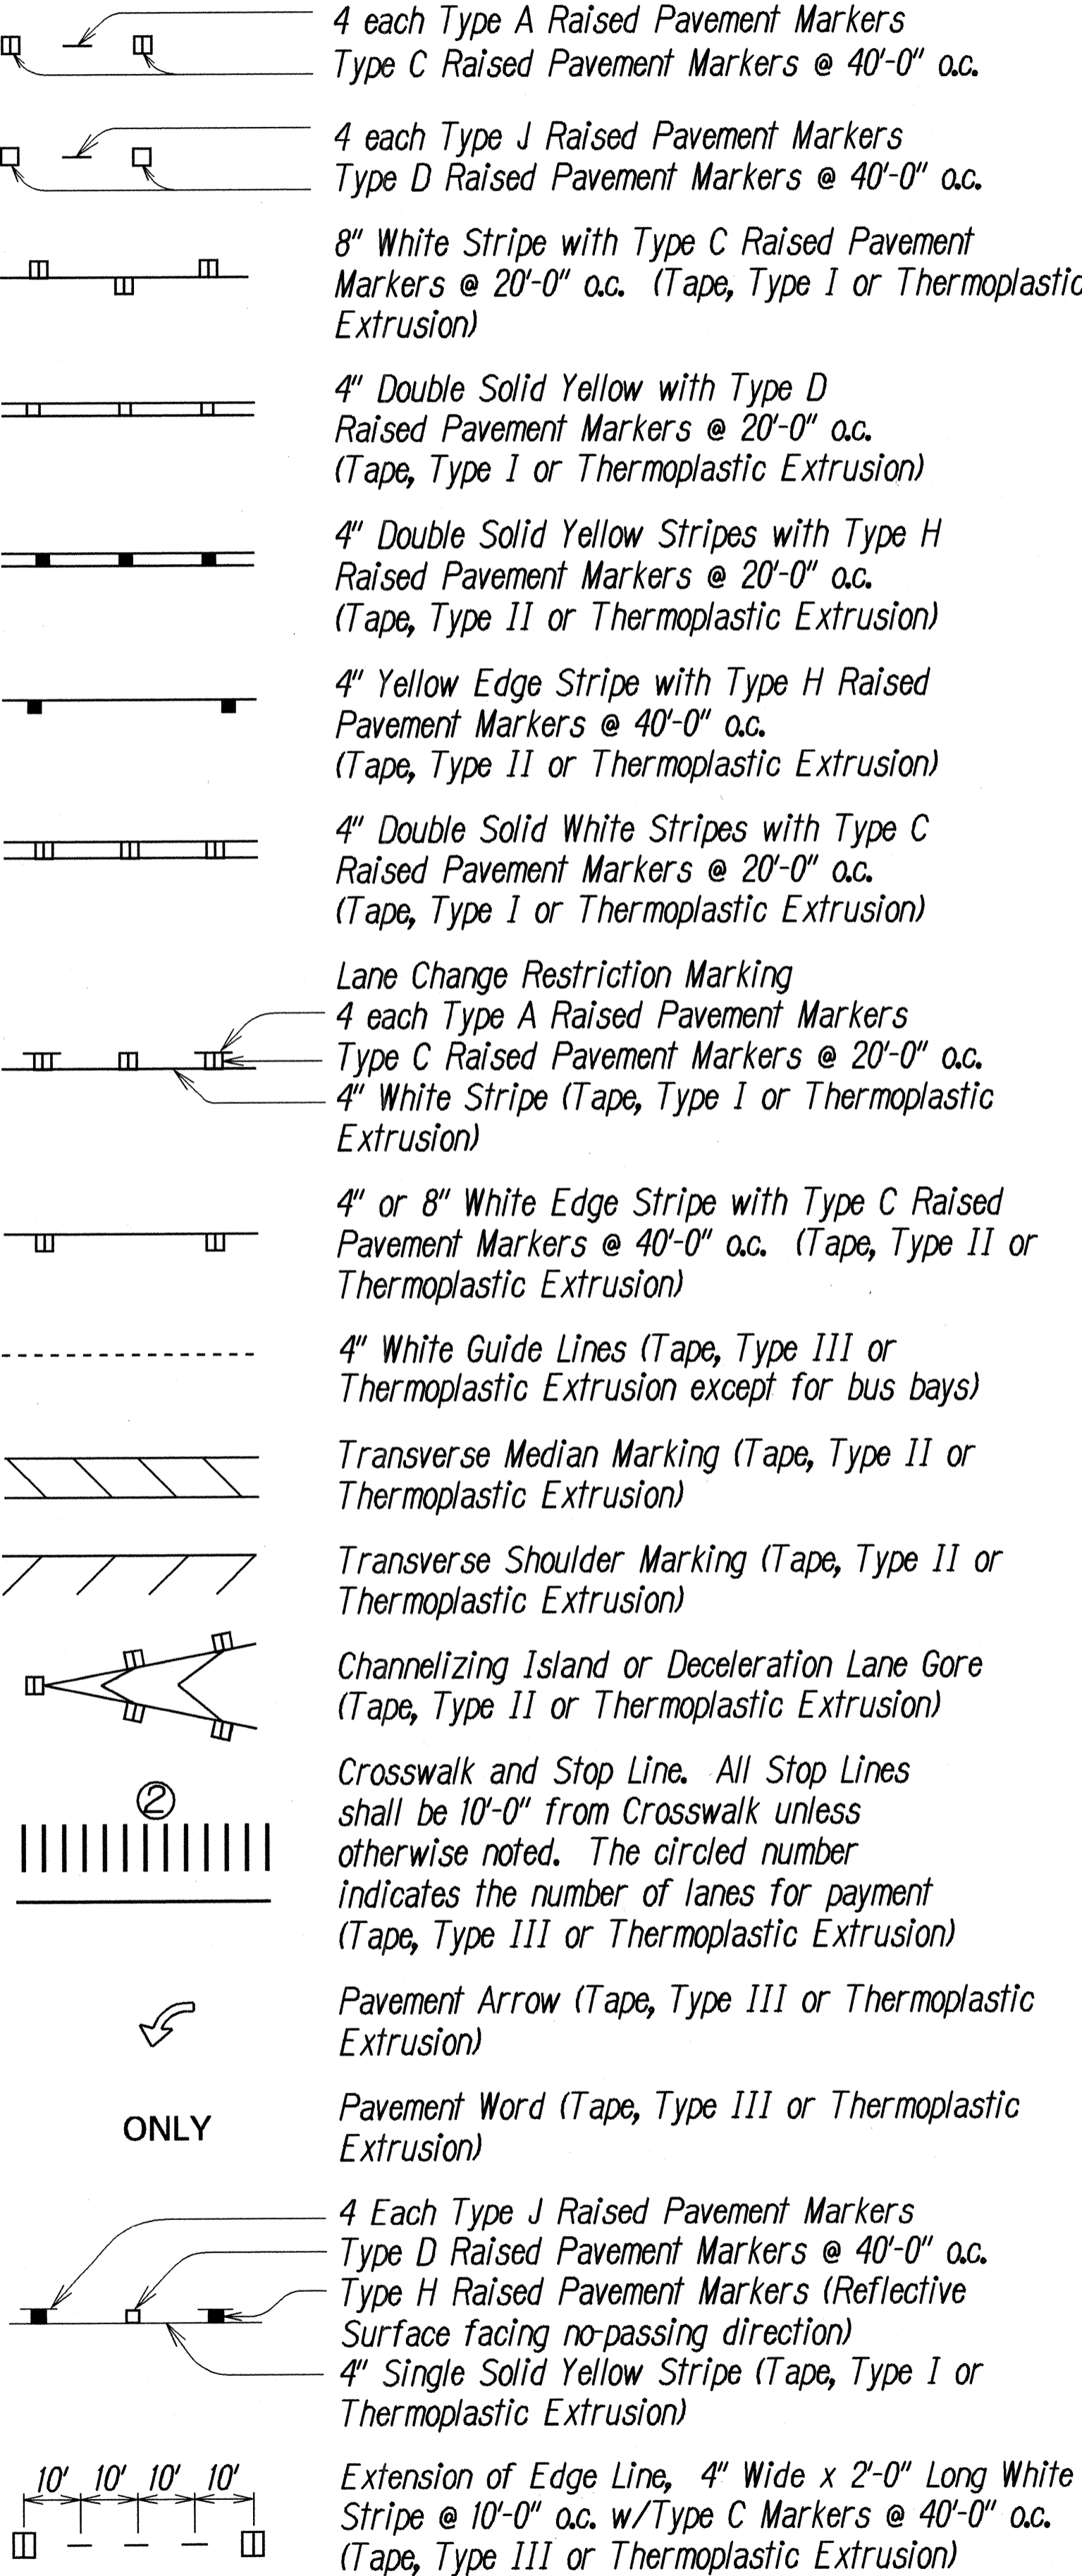 4 each Type A Raised Pavement Markers
Type C Raised Pavement Markers @ 40'-0" o.c.
4 each Type J Raised Pavement Markers
Type D Raised Pavement Markers @ 40'-0" o.c.
8" White Stripe with Type C Raised Pavement
Markers @ 20'-0" o.c. (Tape, Type I or Thermoplastic
Extrusion)
4" Double Solid Yellow with Type D
Raised Pavement Markers @ 20'-0" o.c.
(Tape, Type I or Thermoplastic Extrusion)
4" Double Solid Yellow Stripes with Type H
Raised Pavement Markers @ 20'-0" o.c.
(Tape, Type II or Thermoplastic Extrusion)
4" Yellow Edge Stripe with Type H Raised
Pavement Markers @ 40'-0" o.c.
(Tape, Type II or Thermoplastic Extrusion)
4" Double Solid White Stripes with Type C
Raised Pavement Markers @ 20'-0" o.c.
(Tape, Type I or Thermoplastic Extrusion)
Lane Change Restriction Marking
4 each Type A Raised Pavement Markers
Type C Raised Pavement Markers @ 20'-0" o.c.
4" White Stripe (Tape, Type I or Thermoplastic
Extrusion)
4" or 8" White Edge Stripe with Type C Raised
Pavement Markers @ 40'-0" o.c. (Tape, Type II or
Thermoplastic Extrusion)
4" White Guide Lines (Tape, Type III or
Thermoplastic Extrusion except for bus bays)
Transverse Median Marking (Tape, Type II or
Thermoplastic Extrusion)
Transverse Shoulder Marking (Tape, Type II or
Thermoplastic Extrusion)
Channelizing Island or Deceleration Lane Gore
(Tape, Type II or Thermoplastic Extrusion)
2
Crosswalk and Stop Line. All Stop Lines
shall be 10'-0" from Crosswalk unless
otherwise noted. The circled number
indicates the number of lanes for payment
(Tape, Type III or Thermoplastic Extrusion)
Pavement Arrow (Tape, Type III or Thermoplastic
Extrusion)
ONLY
Pavement Word (Tape, Type III or Thermoplastic
Extrusion)
4 Each Type J Raised Pavement Markers
Type D Raised Pavement Markers @ 40'-0" o.c.
Type H Raised Pavement Markers (Reflective
Surface facing no-passing direction)
4" Single Solid Yellow Stripe (Tape, Type I or
Thermoplastic Extrusion)
10' 10' 10' 10'
Extension of Edge Line, 4" Wide x 2'-0" Long White
Stripe @ 10'-0" o.c. w/Type C Markers @ 40'-0" o.c.
(Tape, Type III or Thermoplastic Extrusion)